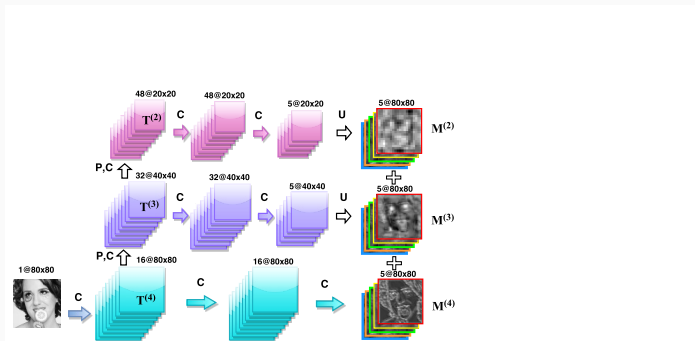 48@20x20
48@20x20
5@20x20
5@80x80
T(2)
C
C
U
M(2)
P,C
32@40x40
32@40x40
5@40x40
5@80x80
T(3)
C
C
U
M(3)
P,C
16@80x80
16@80x80
5@80x80
1@80x80
C
T(4)
C
C
M(4)